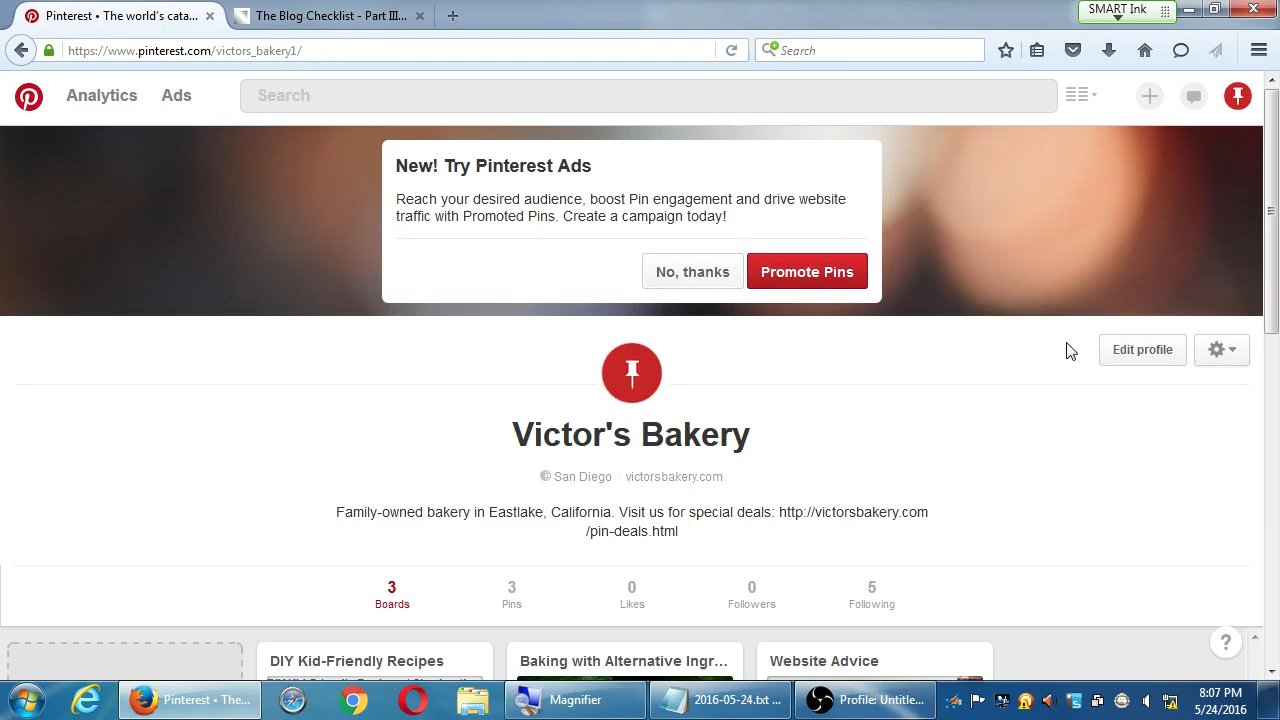 Pinterest • The world's cata...
The Blog Checklist - Part III...
SMART Ink
https://www.pinterest.com/victors_bakery1/
Search
Analytics
Ads
Search
New! Try Pinterest Ads
Reach your desired audience, boost Pin engagement and drive website
traffic with Promoted Pins. Create a campaign today!
No, thanks
Promote Pins
Edit profile
Victor's Bakery
San Diego · victorsbakery.com
Family-owned bakery in Eastlake, California. Visit us for special deals: http://victorsbakery.com
/pin-deals.html
3
Boards
3
Pins
0
Likes
0
Followers
5
Following
?
DIY Kid-Friendly Recipes
Baking with Alternative Ingr...
Website Advice
Pinterest • The...
Magnifier
2016-05-24.txt ...
Profile: Untitle...
8:07 PM
5/24/2016